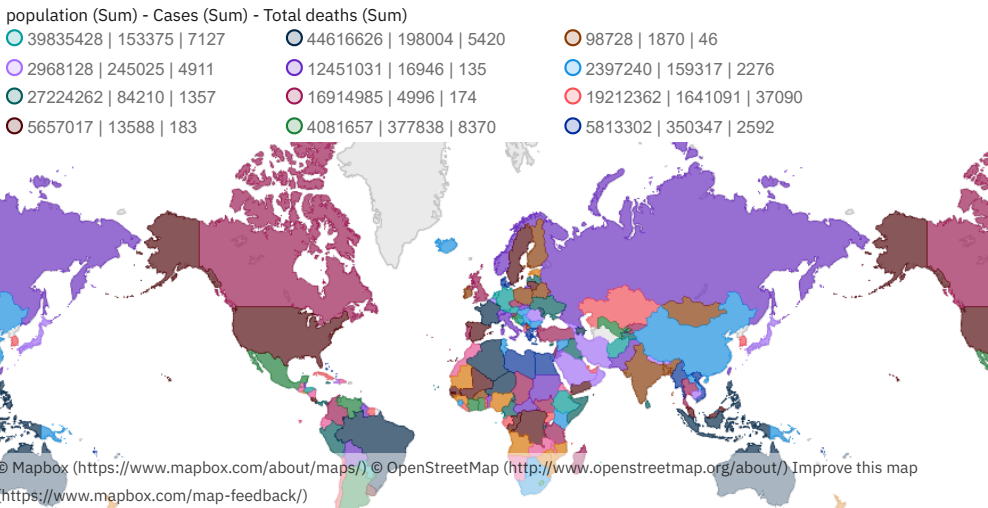 population (Sum) - Cases (Sum) - Total deaths (Sum)
39835428 | 153375 | 7127 44616626 | 198004 | 5420 98728 | 1870 | 46
2968128 | 245025 | 4911 12451031 | 16946 | 135 2397240 | 159317 | 2276
27224262 | 84210 | 1357 16914985 | 4996 | 174 19212362 | 1641091 | 37090
5657017 | 13588 | 183 4081657 | 377838 | 8370 5813302 | 350347 | 2592
© Mapbox (https://www.mapbox.com/about/maps/) © OpenStreetMap (http://www.openstreetmap.org/about/) Improve this map
(https://www.mapbox.com/map-feedback/)